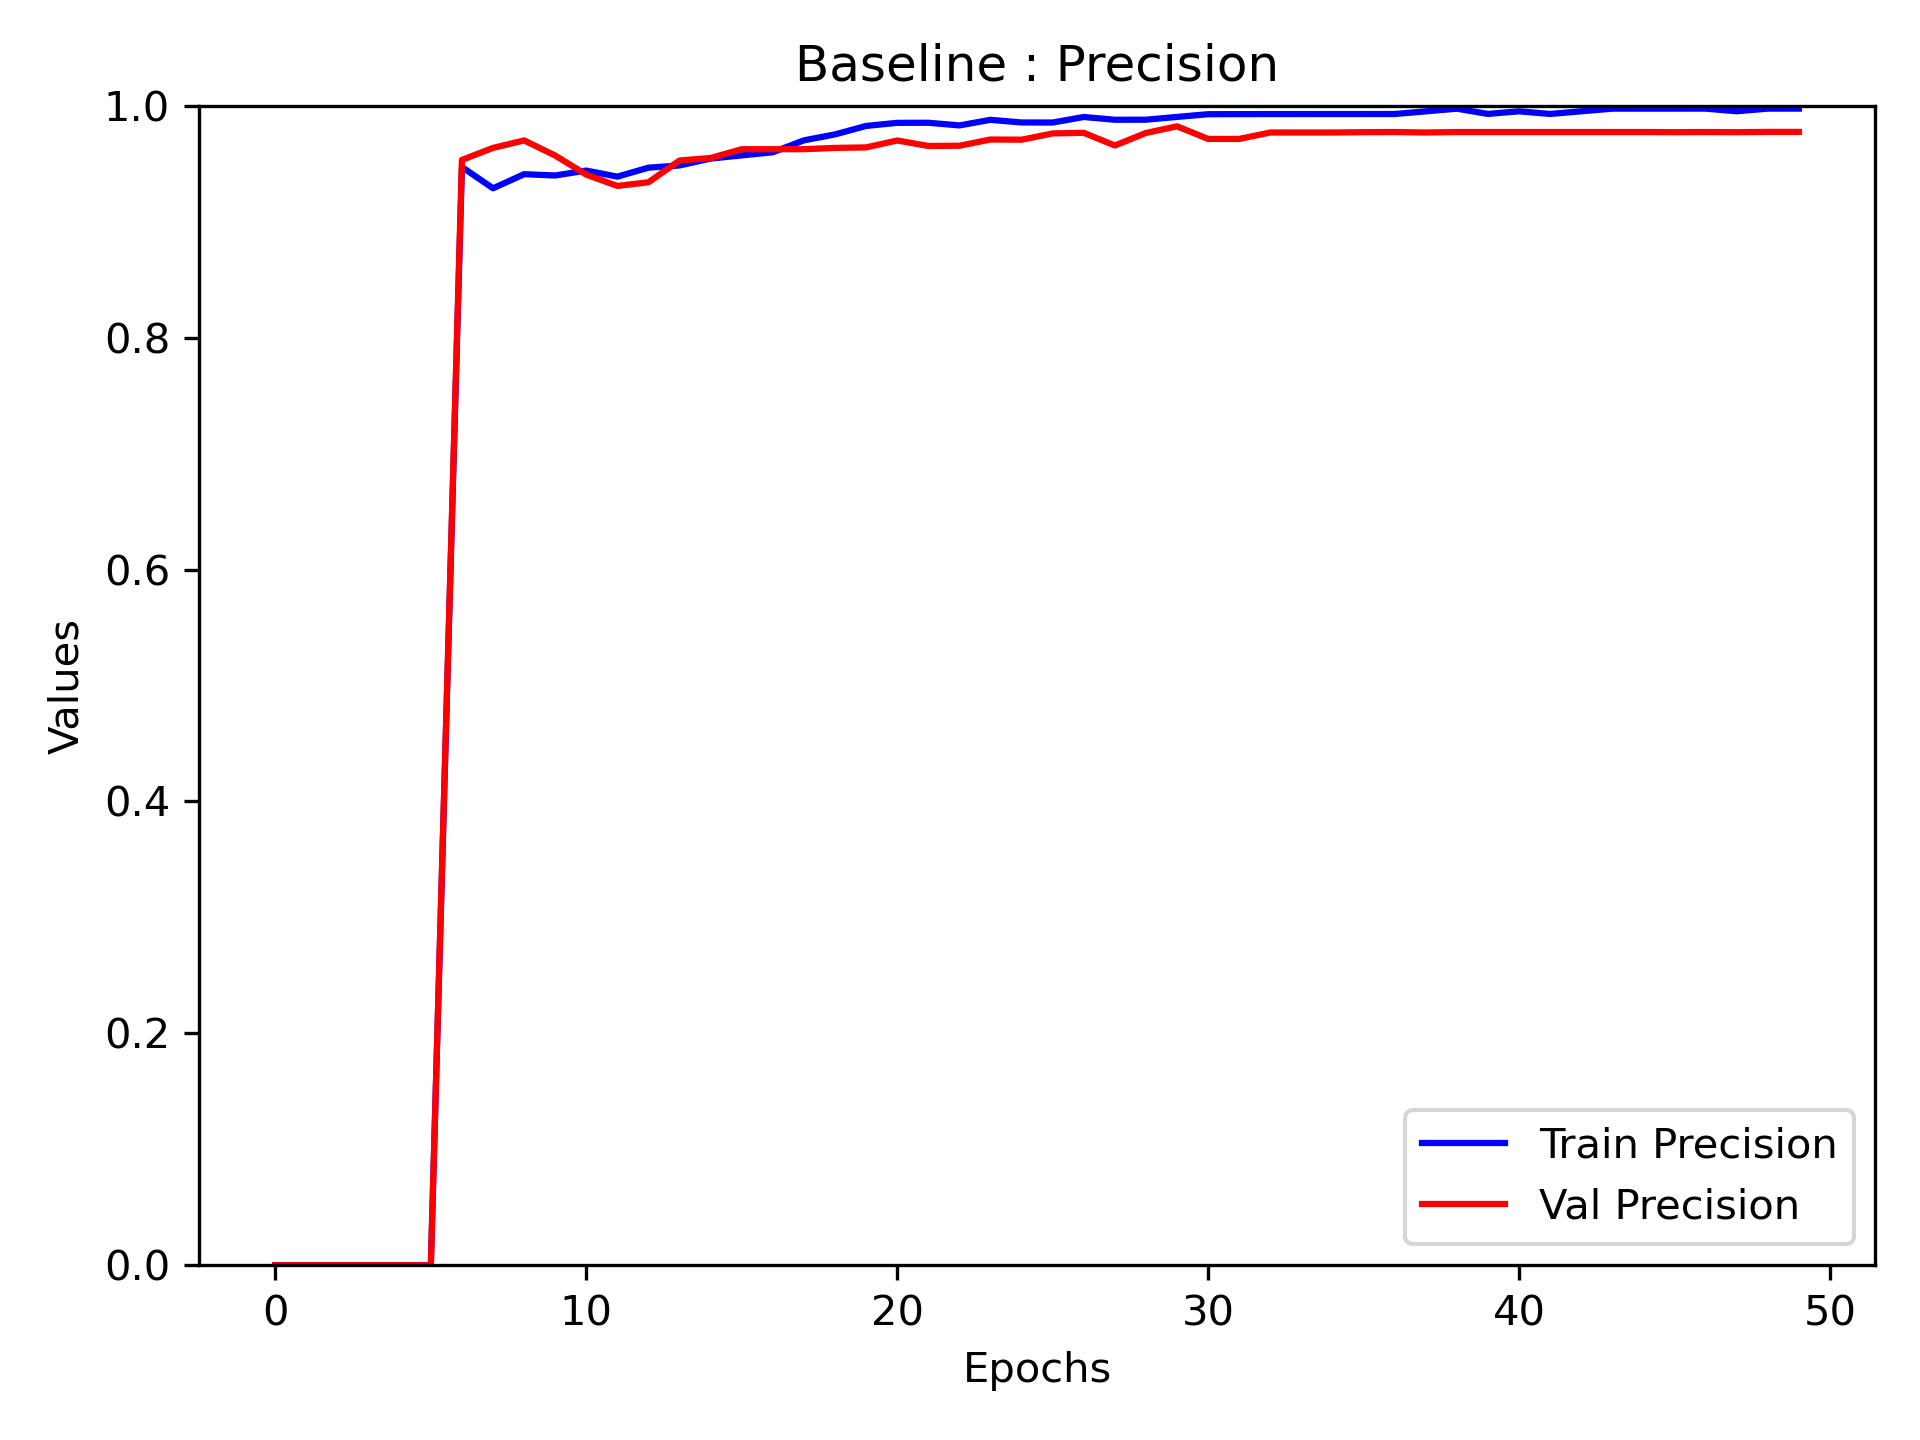 Baseline : Precision
1.0
0.8
0.6
0.4
0.2
0.0
Values
0 10 20 30 40 50
Epochs
Train Precision
Val Precision